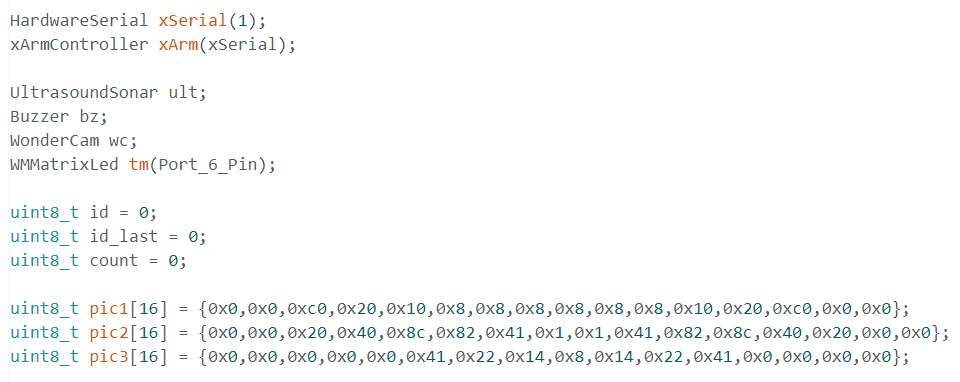 HardwareSerial xSerial(1);
xArmController xArm(xSerial);
UltrasoundSonar ult;
Buzzer bz;
WonderCam wc;
WMMatrixLed tm(Port_6_Pin);
uint8_t id = 0;
uint8_t id_last = 0;
uint8_t count = 0;
uint8_t pic1[16] = {0x0,0x0,0xc0,0x20,0x10,0x8,0x8,0x8,0x8,0x8,0x8,0x10,0x20,0xc0,0x0,0x0};
uint8_t pic2[16] = {0x0,0x0,0x20,0x40,0x8c,0x82,0x41,0x1,0x1,0x41,0x82,0x8c,0x40,0x20,0x0,0x0};
uint8_t pic3[16] = {0x0,0x0,0x0,0x0,0x0,0x41,0x22,0x14,0x8,0x14,0x22,0x41,0x0,0x0,0x0,0x0};